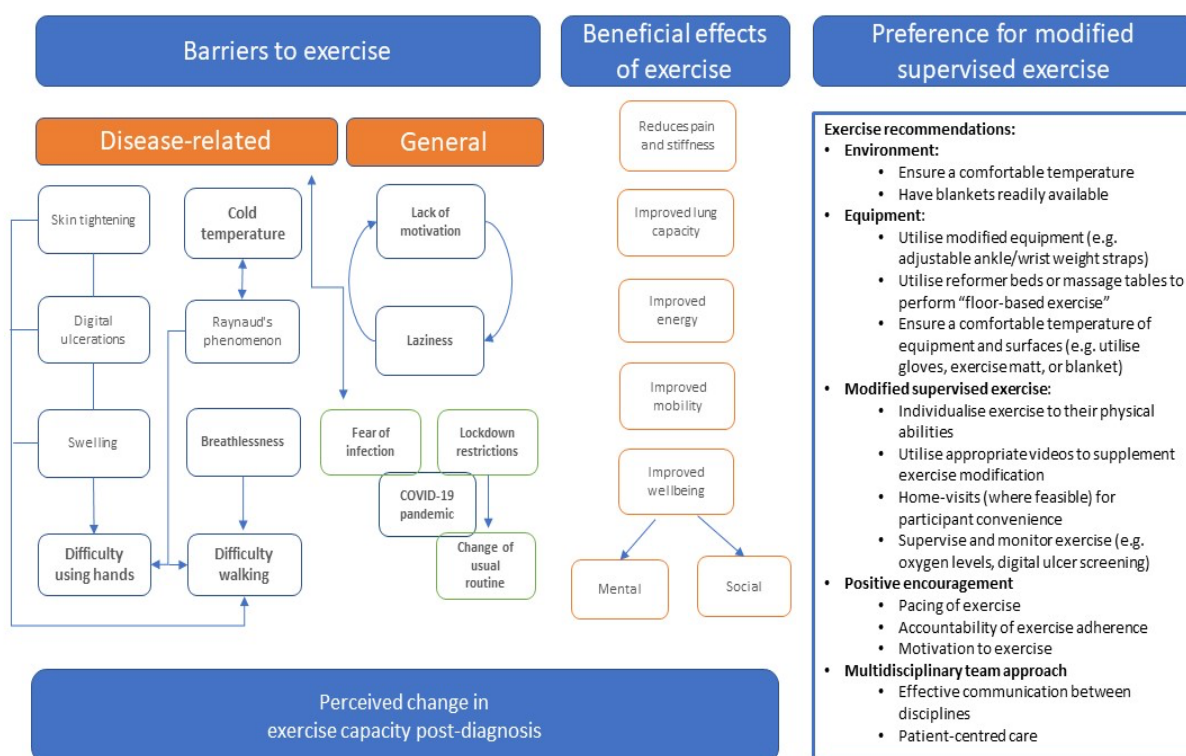 Barriers to exercise
Disease-related
General
Skin tightening
Cold
temperature
Lack of
motivation
Digital
ulcerations
Raynaud's
phenomenon
Laziness
Swelling
Breathlessness
Fear of
infection
Lockdown
restrictions
COVID-19
pandemic
Difficulty
using hands
Difficulty
walking
Change of
usual
routine
Beneficial effects
of exercise
Reduces pain
and stiffness
Improved lung
capacity
Improved
energy
Improved
mobility
Improved
wellbeing
Mental
Social
Preference for modified
supervised exercise
Exercise recommendations:
• Environment:
• Ensure a comfortable temperature
• Have blankets readily available
• Equipment:
• Utilise modified equipment (e.g.
adjustable ankle/wrist weight straps)
• Utilise reformer beds or massage tables to
perform “floor-based exercise”
• Ensure a comfortable temperature of
equipment and surfaces (e.g. utilise
gloves, exercise matt, or blanket)
• Modified supervised exercise:
• Individualise exercise to their physical
abilities
• Utilise appropriate videos to supplement
exercise modification
• Home-visits (where feasible) for
participant convenience
• Supervise and monitor exercise (e.g.
oxygen levels, digital ulcer screening)
• Positive encouragement
• Pacing of exercise
• Accountability of exercise adherence
• Motivation to exercise
• Multidisciplinary team approach
• Effective communication between
disciplines
• Patient-centred care
Perceived change in
exercise capacity post-diagnosis